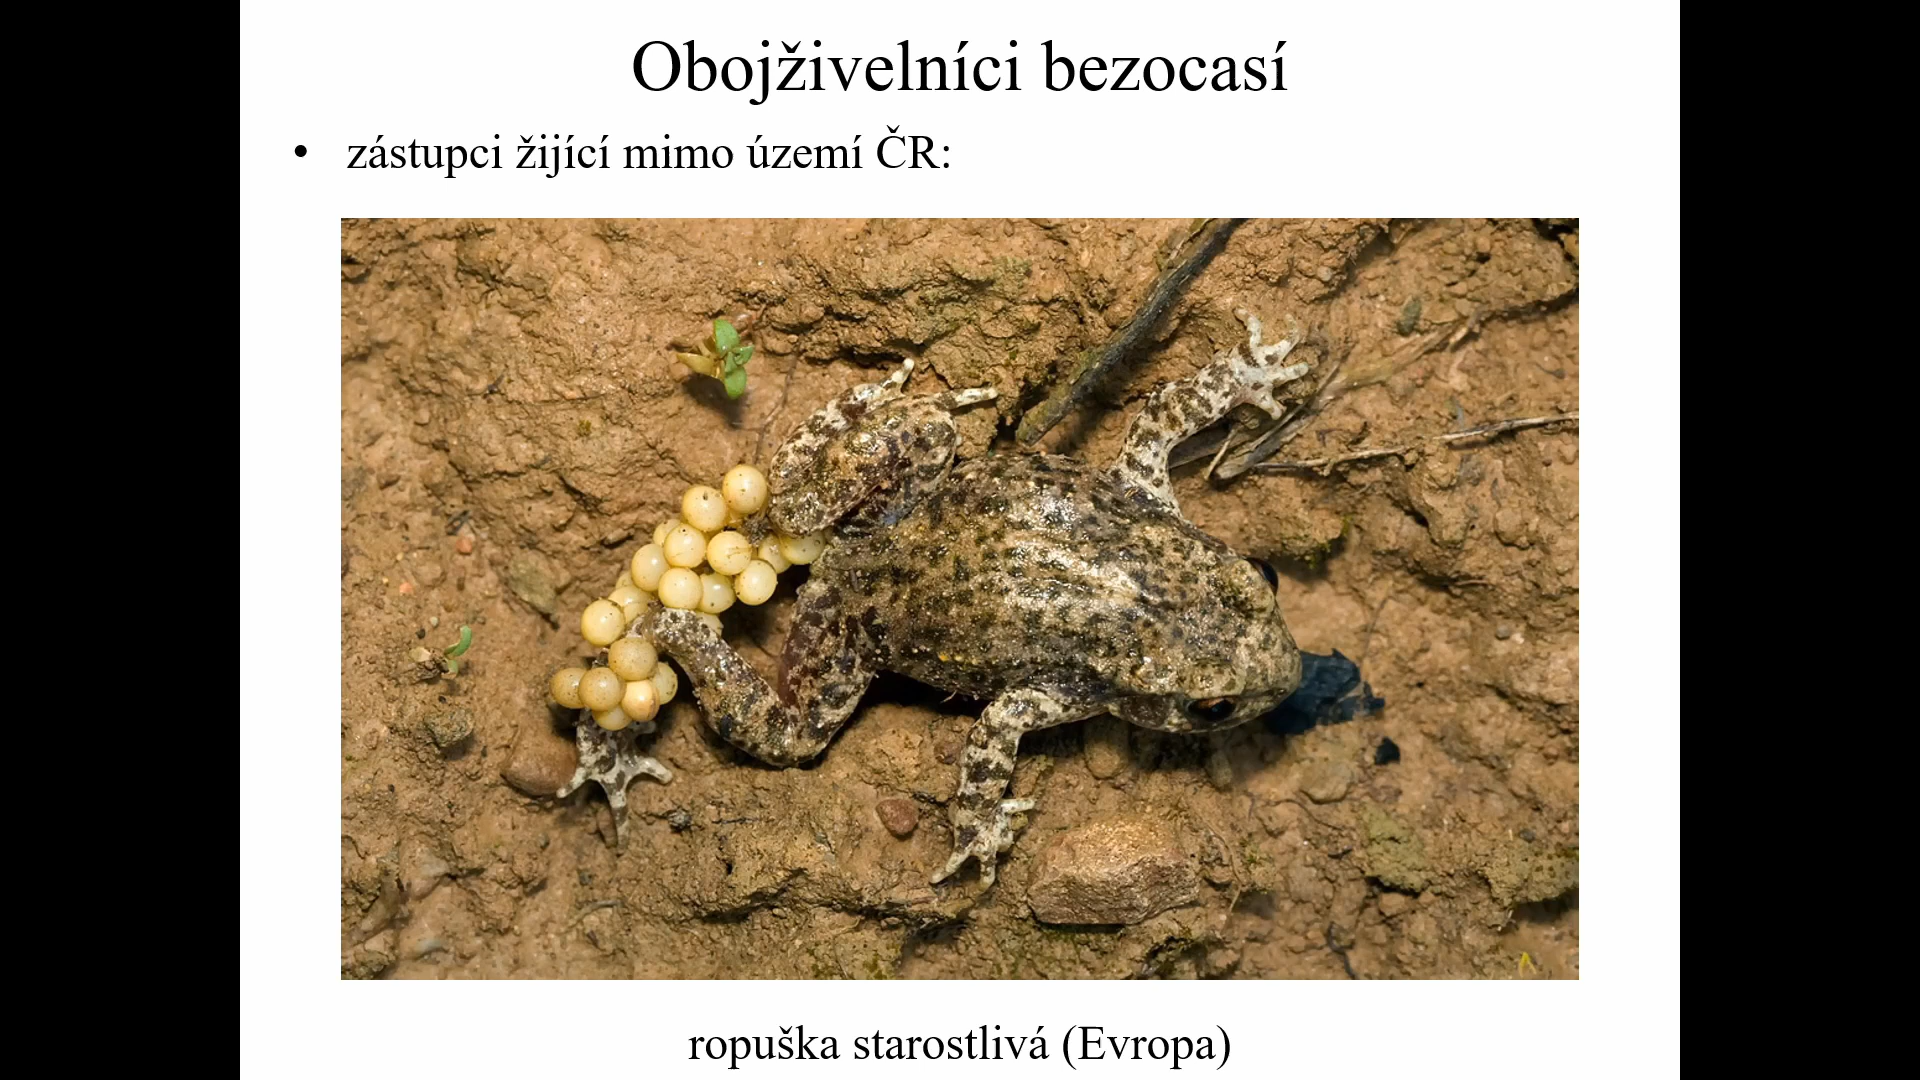 Obojživelníci bezocasí
• zástupci žijící mimo území ČR:
ropuška starostlivá (Evropa)